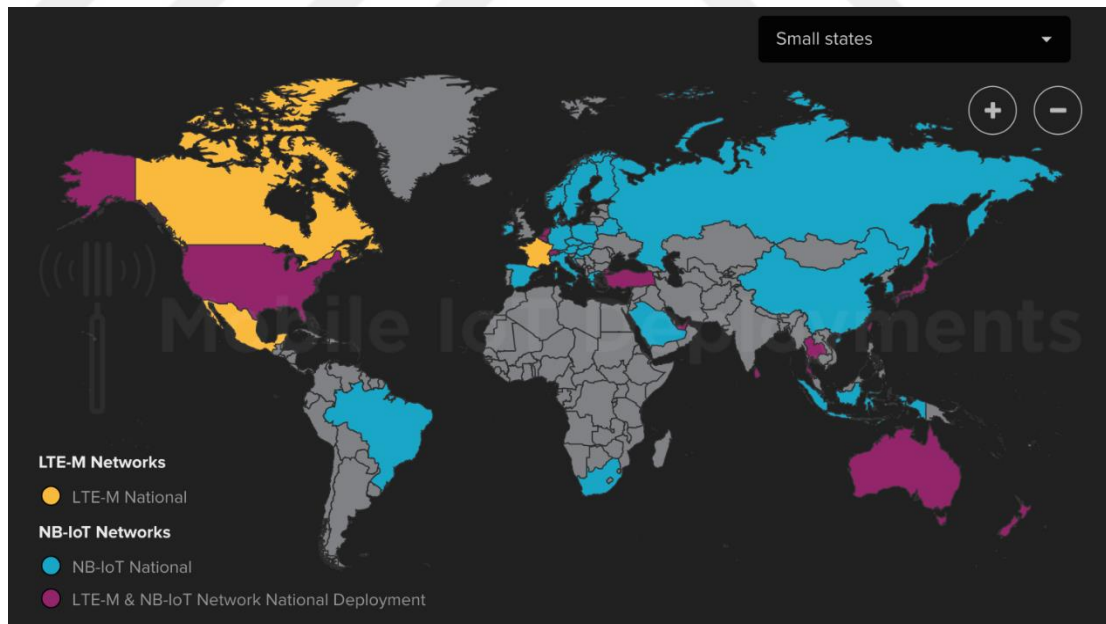 Small states
+ −
Mobile IoT Deployments
LTE-M Networks
LTE-M National
NB-IoT Networks
NB-IoT National
LTE-M & NB-IoT Network National Deployment